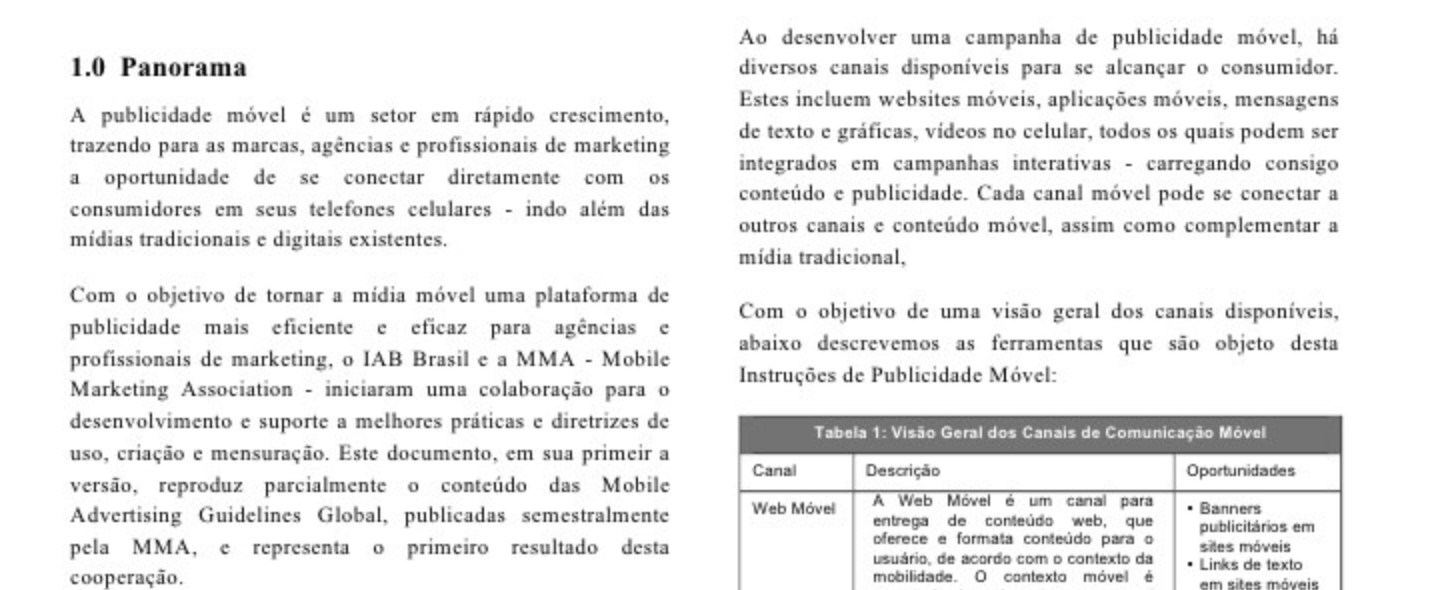 1.0 Panorama
A publicidade móvel é um setor em rápido crescimento,
trazendo para as marcas, agências e profissionais de marketing
a oportunidade de se conectar diretamente com os
consumidores em seus telefones celulares - indo além das
mídias tradicionais e digitais existentes.
Com o objetivo de tornar a mídia móvel uma plataforma de
publicidade mais eficiente e eficaz para agências e
profissionais de marketing, o IAB Brasil e a MMA - Mobile
Marketing Association - iniciaram uma colaboração para o
desenvolvimento e suporte a melhores práticas e diretrizes de
uso, criação e mensuração. Este documento, em sua primeir a
versão, reproduz parcialmente o conteúdo das Mobile
Advertising Guidelines Global, publicadas semestralmente
pela MMA, e representa o primeiro resultado desta
cooperação.
Ao desenvolver uma campanha de publicidade móvel, há
diversos canais disponíveis para se alcançar o consumidor.
Estes incluem websites móveis, aplicações móveis, mensagens
de texto e gráficas, vídeos no celular, todos os quais podem ser
integrados em campanhas interativas - carregando consigo
conteúdo e publicidade. Cada canal móvel pode se conectar a
outros canais e conteúdo móvel, assim como complementar a
mídia tradicional,
Com o objetivo de uma visão geral dos canais disponíveis,
abaixo descrevemos as ferramentas que são objeto desta
Instruções de Publicidade Móvel:
Tabela 1: Visão Geral dos Canais de Comunicação Móvel
Canal Descrição Oportunidades
Web Móvel
A Web Móvel é um canal para
entrega de conteúdo web, que
oferece e formata conteúdo para o
usuário, de acordo com o contexto da
mobilidade. O contexto móvel é
• Banners
publicitários em
sites móveis
• Links de texto
em sites móveis